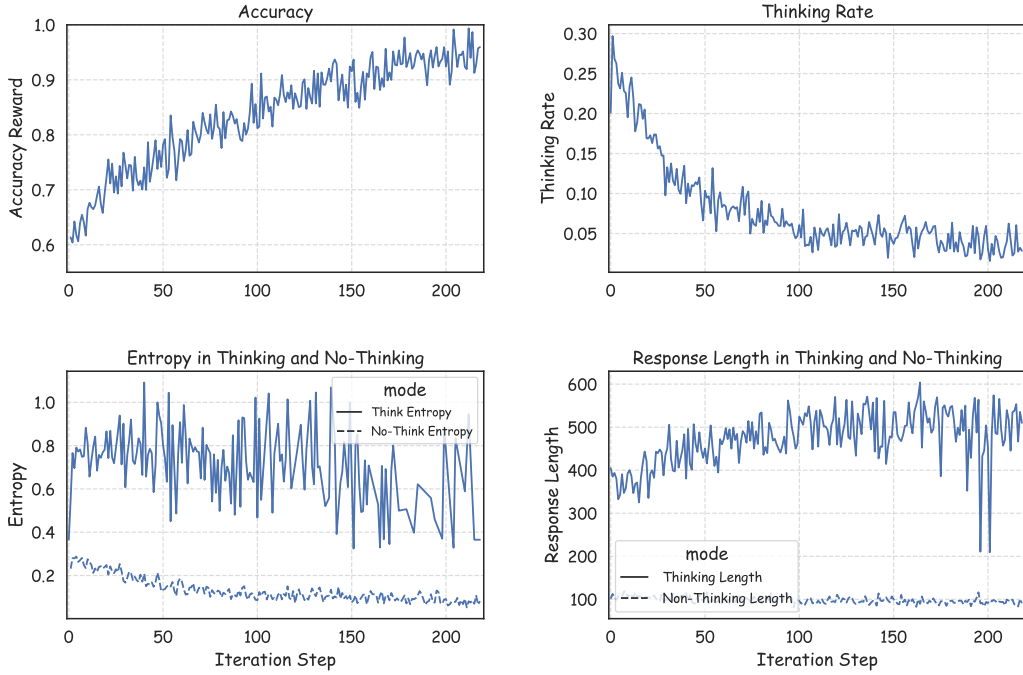 Accuracy
Accuracy Reward
1.0
0.9
0.8
0.7
0.6
0
50
100
150
200
Thinking Rate
Thinking Rate
0.30
0.25
0.20
0.15
0.10
0.05
0
50
100
150
200
Entropy in Thinking and No-Thinking
Entropy
1.0
0.8
0.6
0.4
0.2
mode
Think Entropy
No-Think Entropy
0
50
100
150
200
Iteration Step
Response Length in Thinking and No-Thinking
Response Length
600
500
400
300
200
100
mode
Thinking Length
Non-Thinking Length
0
50
100
150
200
Iteration Step